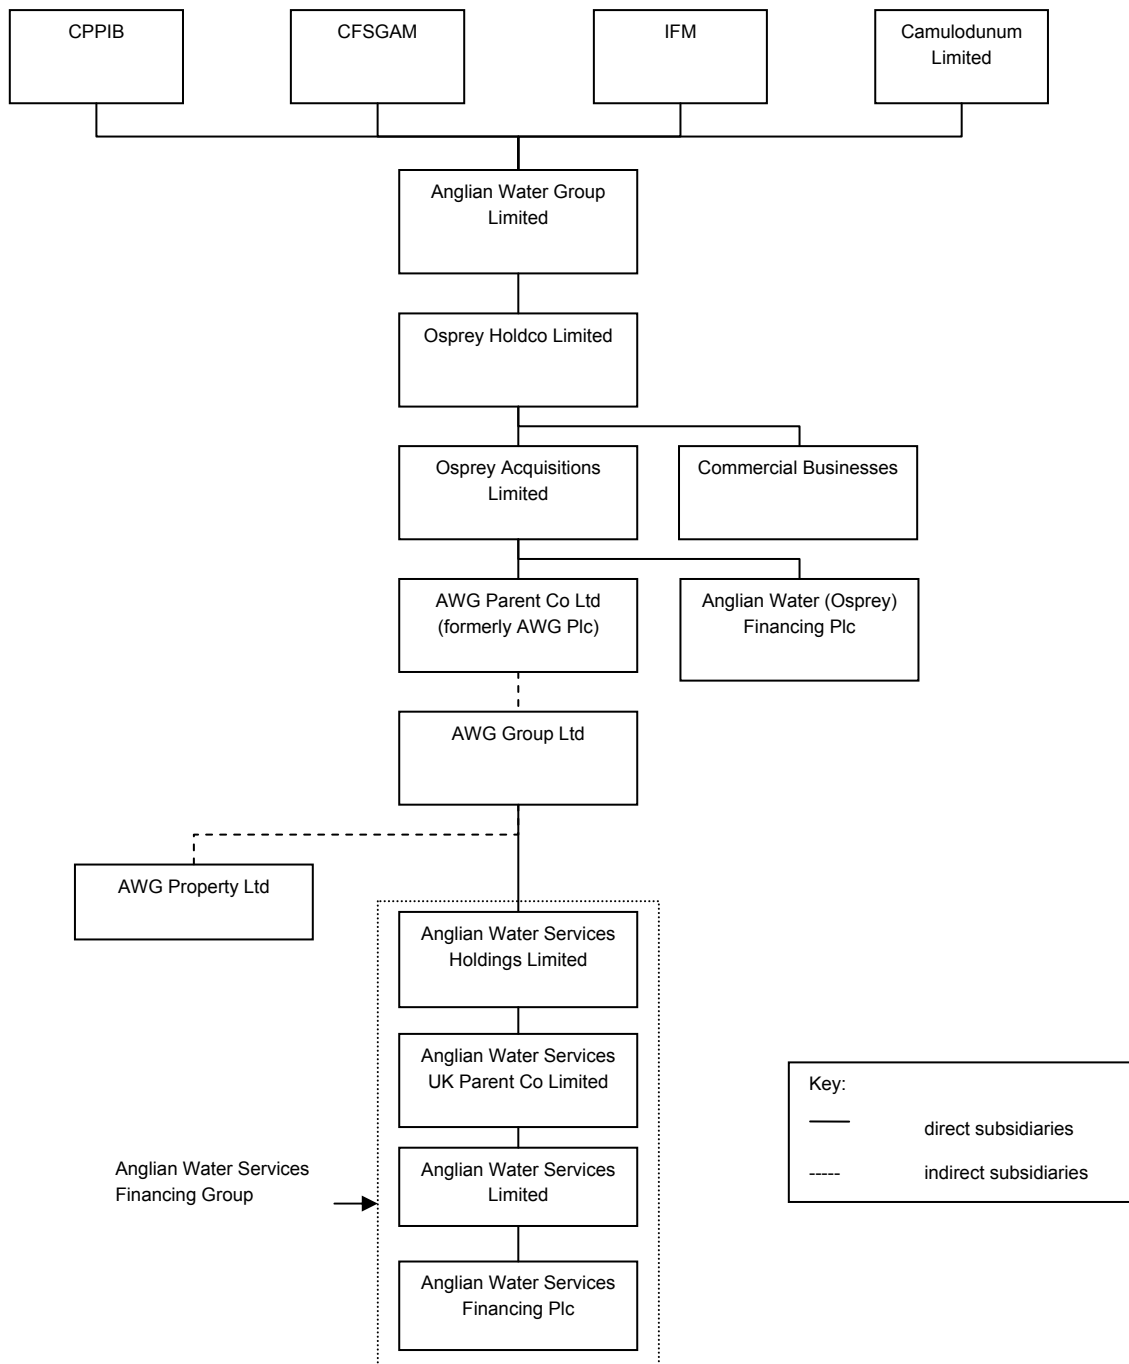 CPPIB
CFSGAM
IFM
Camulodunum
Limited
Anglian Water Group
Limited
Osprey Holdco Limited
Osprey Acquisitions
Limited
Commercial Businesses
AWG Parent Co Ltd
(formerly AWG Plc)
Anglian Water (Osprey)
Financing Plc
AWG Group Ltd
AWG Property Ltd
Anglian Water Services
Holdings Limited
Anglian Water Services
UK Parent Co Limited
Anglian Water Services
Limited
Anglian Water Services
Financing Plc
Anglian Water Services
Financing Group
Key:
direct subsidiaries
----- indirect subsidiaries